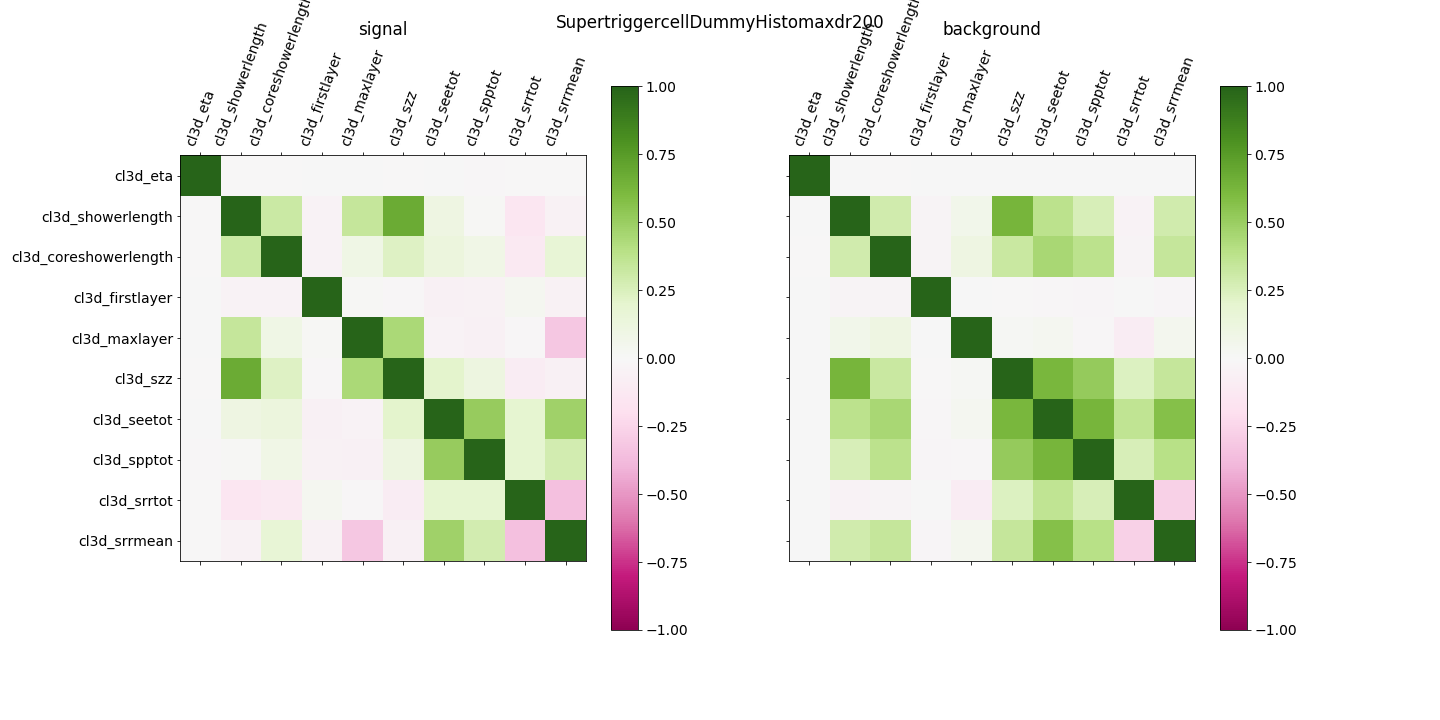 SupertriggercellDummyHistomaxdr200
signal
cl3d_eta
cl3d_showerlength
cl3d_coreshowerlength
cl3d_firstlayer
cl3d_maxlayer
cl3d_szz
cl3d_seetot
cl3d_spptot
cl3d_srrtot
cl3d_srrmean
cl3d_eta
cl3d_showerlength
cl3d_coreshowerlength
cl3d_firstlayer
cl3d_maxlayer
cl3d_szz
cl3d_seetot
cl3d_spptot
cl3d_srrtot
cl3d_srrmean
1.00
0.75
0.50
0.25
0.00
−0.25
−0.50
−0.75
−1.00
background
cl3d_eta
cl3d_showerlength
cl3d_coreshowerlength
cl3d_firstlayer
cl3d_maxlayer
cl3d_szz
cl3d_seetot
cl3d_spptot
cl3d_srrtot
cl3d_srrmean
1.00
0.75
0.50
0.25
0.00
−0.25
−0.50
−0.75
−1.00